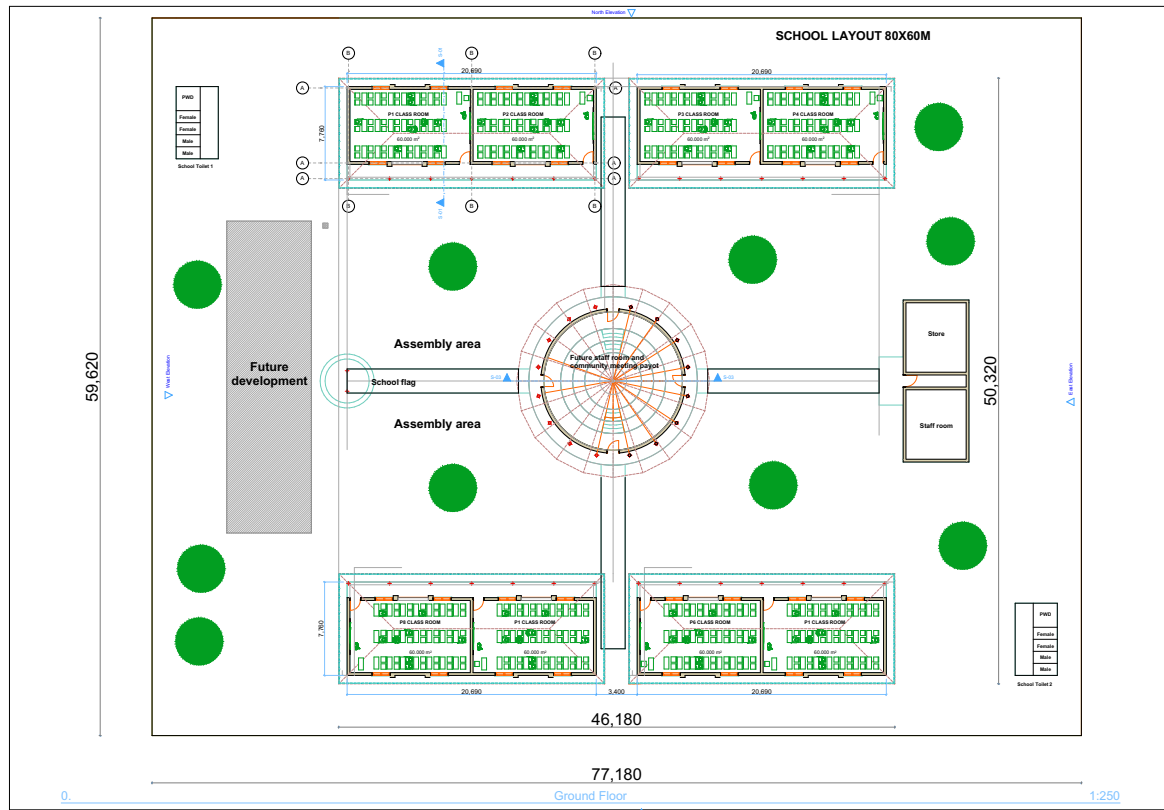 North Elevation
SCHOOL LAYOUT 80X60M
B
B
B
S-01
20,690
20,690
A
A
PWD
Female
Female
Male
Male
School Toilet 1
P1 CLASS ROOM
60.000 m²
P2 CLASS ROOM
60.000 m²
P3 CLASS ROOM
60.000 m²
P4 CLASS ROOM
60.000 m²
7,760
A
A
A
A
B
B
B
S-01
59,620
West Elevation
Future
development
Assembly area
School flag
Assembly area
S-03
Future staff room and
community meeting payot
S-03
Store
Staff room
50,320
East Elevation
7,760
P8 CLASS ROOM
60.000 m²
P1 CLASS ROOM
60.000 m²
P6 CLASS ROOM
60.000 m²
P1 CLASS ROOM
60.000 m²
PWD
Female
Female
Male
Male
School Toilet 2
20,690
3,400
20,690
46,180
77,180
0.
Ground Floor
1:250